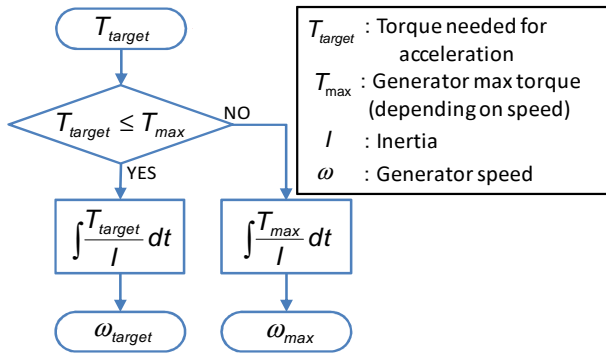 T_target
T_target ≤ T_max
NO
YES
∫ T_target / I dt
∫ T_max / I dt
ω_target
ω_max
T_target : Torque needed for
acceleration
T_max : Generator max torque
(depending on speed)
I : Inertia
ω : Generator speed